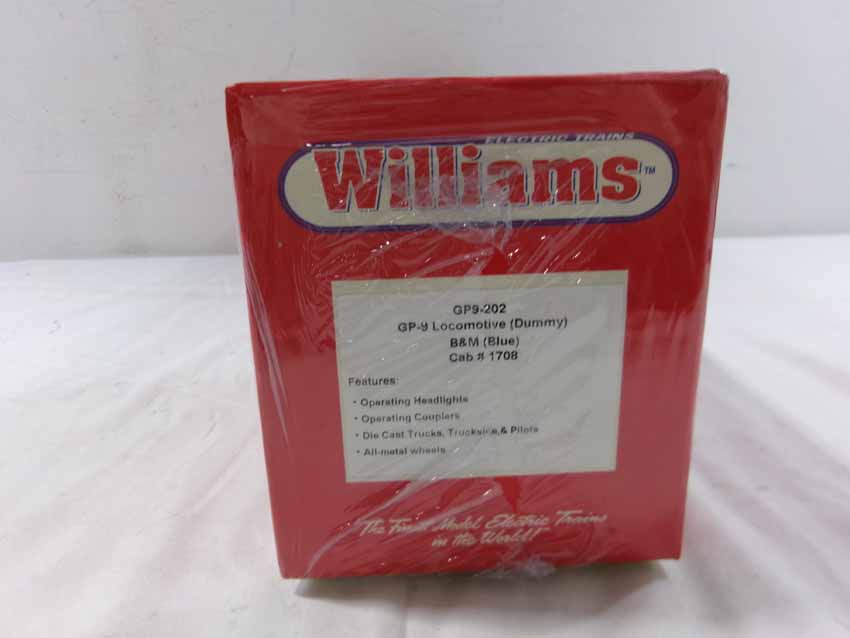 ELECTRIC TRAINS
Williams™
GP9-202
GP-9 Locomotive (Dummy)
B&M (Blue)
Cab # 1708
Features:
• Operating Headlights
• Operating Couplers
• Die Cast Trucks, Truckside,& Pilots
• All-metal wheels
The Finest Model Electric Trains
in the World!